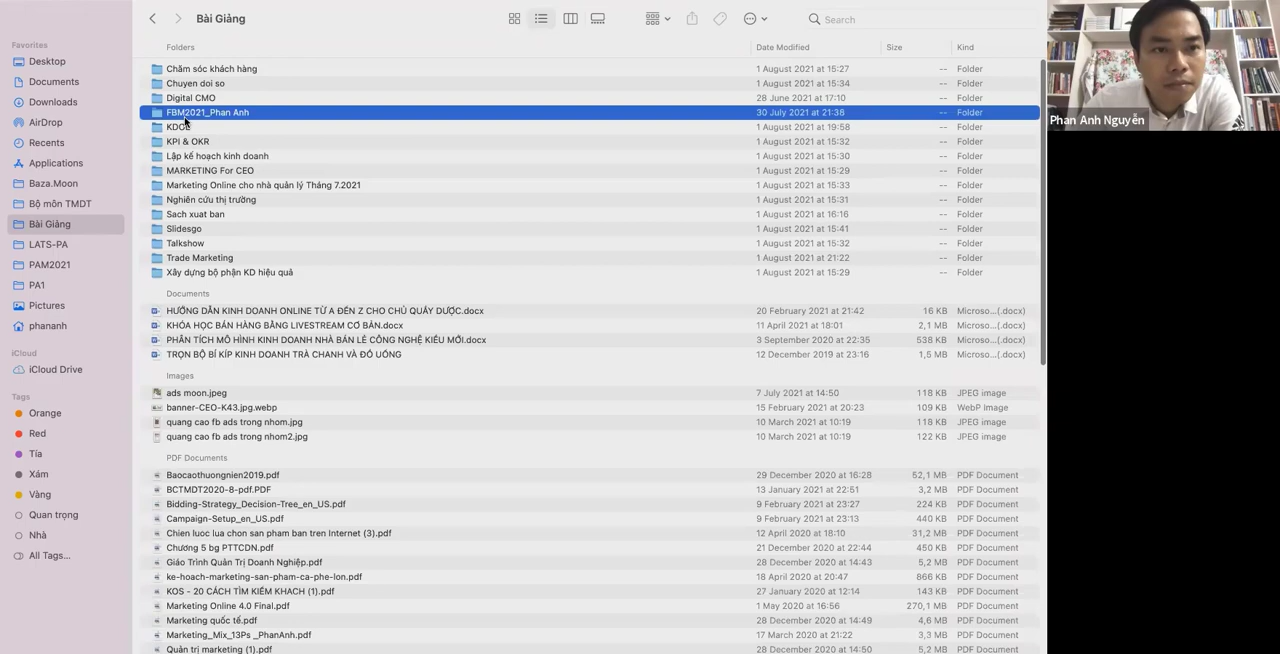 Bài Giảng
Search
Favorites
Desktop
Documents
Downloads
AirDrop
Recents
Applications
Baza.Moon
Bộ môn TMDT
Bài Giảng
LATS-PA
PAM2021
PA1
Pictures
phananh
iCloud
iCloud Drive
Tags
Orange
Red
Tía
Xám
Vàng
Quan trọng
Nhà
All Tags...
Folders Date Modified Size Kind
Chăm sóc khách hàng 1 August 2021 at 15:27 -- Folder
Chuyen doi so 1 August 2021 at 15:34 -- Folder
Digital CMO 28 June 2021 at 17:10 -- Folder
FBM2021_Phan Anh 30 July 2021 at 21:38 -- Folder
1 August 2021 at 19:58 -- Folder
KPI & OKR 1 August 2021 at 15:32 -- Folder
Lập kế hoạch kinh doanh 1 August 2021 at 15:30 -- Folder
MARKETING For CEO 1 August 2021 at 15:29 -- Folder
Marketing Online cho nhà quản lý Tháng 7.2021 1 August 2021 at 15:33 -- Folder
Nghiên cứu thị trường 1 August 2021 at 15:31 -- Folder
Sach xuat ban 1 August 2021 at 16:16 -- Folder
Slidesgo 1 August 2021 at 15:41 -- Folder
Talkshow 1 August 2021 at 15:32 -- Folder
Trade Marketing 1 August 2021 at 21:22 -- Folder
Xây dựng bộ phận KD hiệu quả 1 August 2021 at 15:29 -- Folder
Documents
HƯỚNG DẪN KINH DOANH ONLINE TỪ A ĐẾN Z CHO CHỦ QUẦY DƯỢC.docx 20 February 2021 at 21:42 16 KB Microso...(.docx)
KHÓA HỌC BÁN HÀNG BẰNG LIVESTREAM CƠ BẢN.docx 11 April 2021 at 18:01 2,1 MB Microso...(.docx)
PHÂN TÍCH MÔ HÌNH KINH DOANH NHÀ BÁN LẺ CÔNG NGHỆ KIỂU MỚI.docx 3 September 2020 at 22:35 538 KB Microso...(.docx)
TRỌN BỘ BÍ KÍP KINH DOANH TRÀ CHANH VÀ ĐỒ UỐNG 12 December 2019 at 23:16 1,5 MB Microso...(.docx)
Images
ads moon.jpeg 7 July 2021 at 14:50 118 KB JPEG image
banner-CEO-K43.jpg.webp 15 February 2021 at 20:23 109 KB WebP Image
quang cao fb ads trong nhom.jpg 10 March 2021 at 10:19 118 KB JPEG image
quang cao fb ads trong nhom2.jpg 10 March 2021 at 10:19 122 KB JPEG image
PDF Documents
Baocaothuongnien2019.pdf 29 December 2020 at 16:28 52,1 MB PDF Document
BCTMDT2020-8-pdf.PDF 13 January 2021 at 22:51 3,2 MB PDF Document
Bidding-Strategy_Decision-Tree_en_US.pdf 9 February 2021 at 23:27 224 KB PDF Document
Campaign-Setup_en_US.pdf 9 February 2021 at 23:13 440 KB PDF Document
Chien luoc lua chon san pham ban tren Internet (3).pdf 12 April 2020 at 18:10 31,2 MB PDF Document
Chương 5 bg PTTCDN.pdf 21 December 2020 at 22:44 450 KB PDF Document
Giáo Trình Quản Trị Doanh Nghiệp.pdf 28 December 2020 at 14:43 5,2 MB PDF Document
ke-hoach-marketing-san-pham-ca-phe-lon.pdf 18 April 2020 at 20:47 866 KB PDF Document
KOS - 20 CÁCH TÌM KIẾM KHACH (1).pdf 27 January 2021 at 12:14 143 KB PDF Document
Marketing Online 4.0 Final.pdf 1 May 2020 at 16:56 270,1 MB PDF Document
Marketing quốc tế.pdf 28 December 2020 at 14:49 4,6 MB PDF Document
Marketing_Mix_13Ps _PhanAnh.pdf 17 March 2020 at 21:22 3,3 MB PDF Document
Quản trị marketing (1).pdf 28 December 2020 at 14:50 5,2 MB PDF Document
Phan Anh Nguyễn